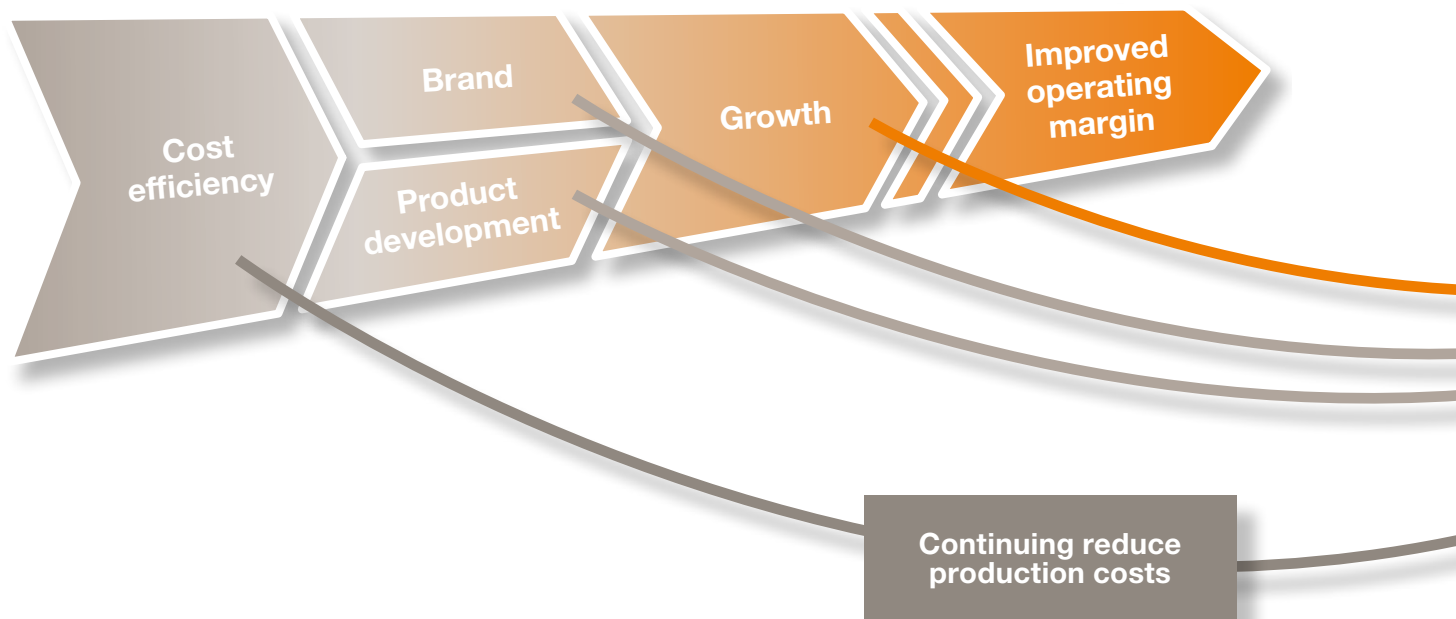 Cost
efficiency
Brand
Product
development
Growth
Improved
operating
margin
Continuing reduce
production costs